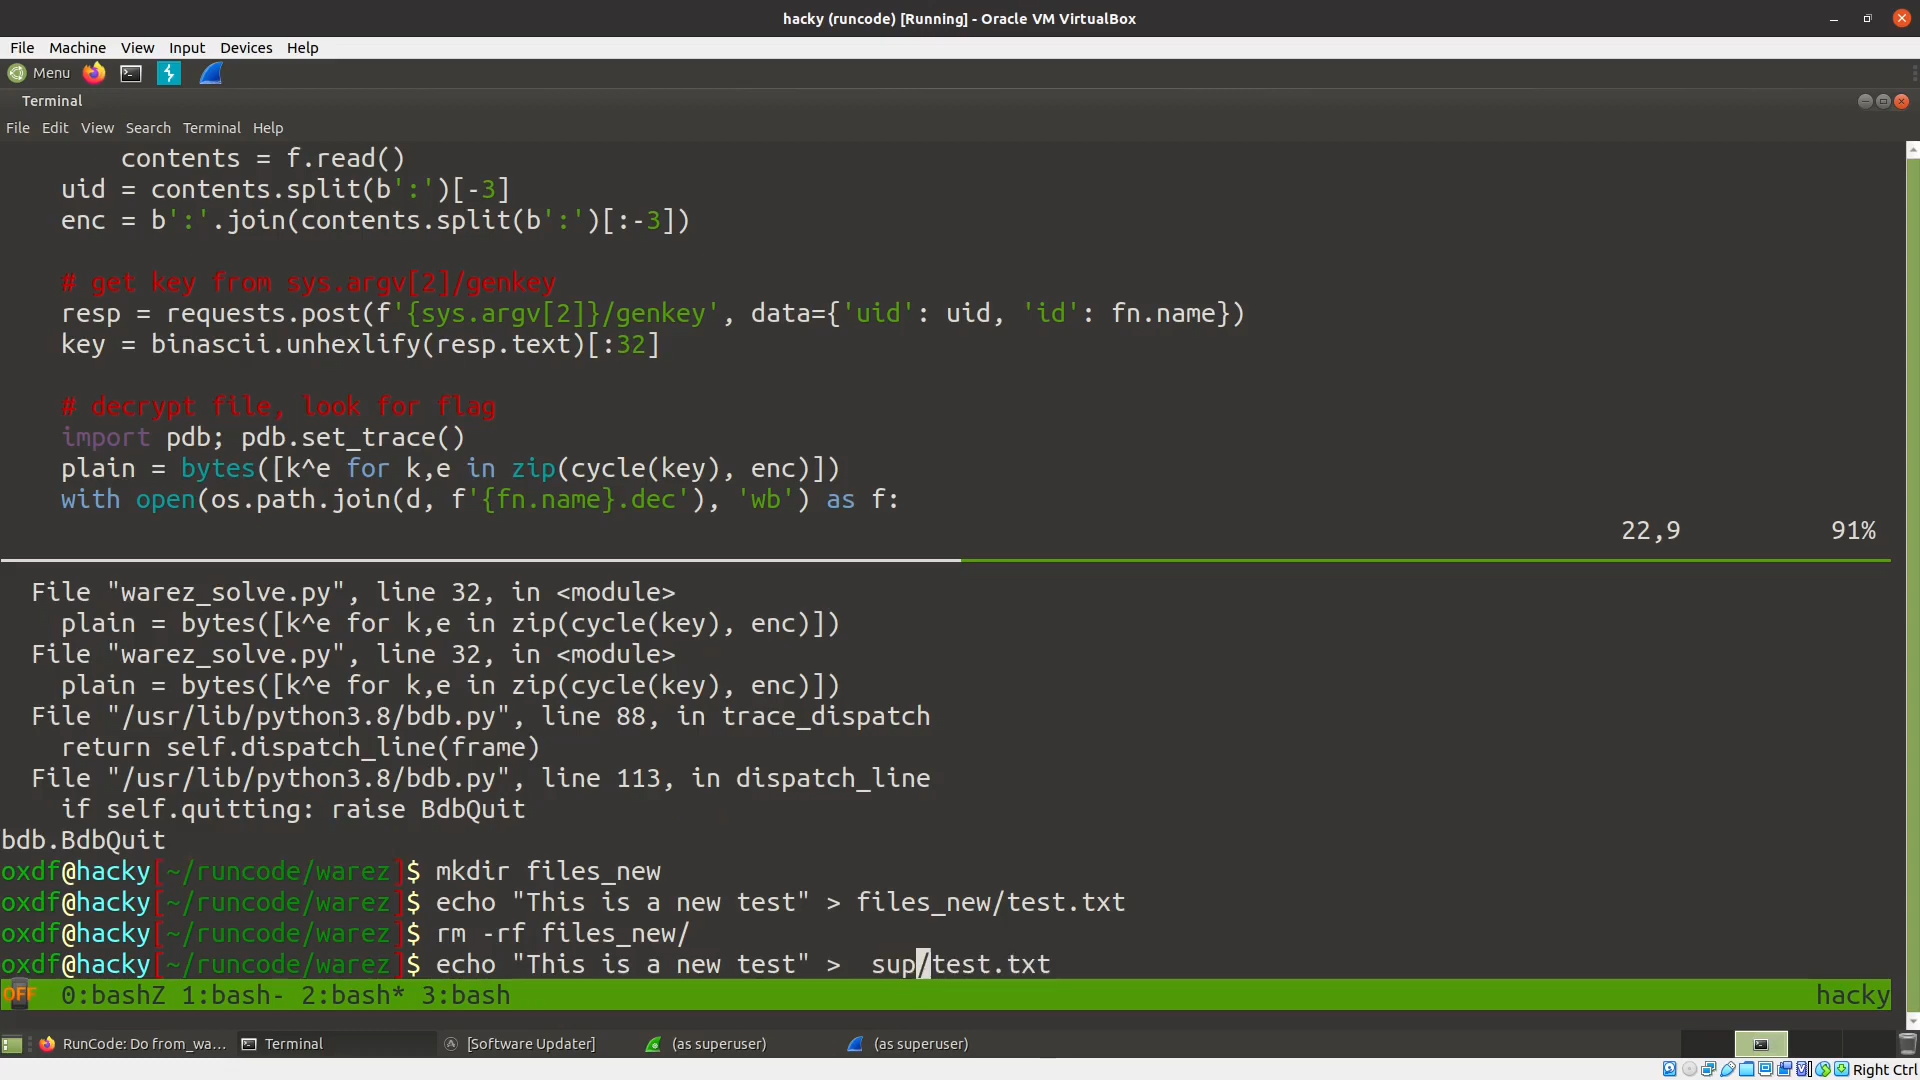 hacky (runcode) [Running] - Oracle VM VirtualBox
File Machine View Input Devices Help
Menu
Terminal
File Edit View Search Terminal Help
        contents = f.read()
    uid = contents.split(b':')[-3]
    enc = b':'.join(contents.split(b':')[:-3])
    # get key from sys.argv[2]/genkey
    resp = requests.post(f'{sys.argv[2]}/genkey', data={'uid': uid, 'id': fn.name})
    key = binascii.unhexlify(resp.text)[:32]
    # decrypt file, look for flag
    import pdb; pdb.set_trace()
    plain = bytes([k^e for k,e in zip(cycle(key), enc)])
    with open(os.path.join(d, f'{fn.name}.dec'), 'wb') as f:
22,9 91%
  File "warez_solve.py", line 32, in <module>
    plain = bytes([k^e for k,e in zip(cycle(key), enc)])
  File "warez_solve.py", line 32, in <module>
    plain = bytes([k^e for k,e in zip(cycle(key), enc)])
  File "/usr/lib/python3.8/bdb.py", line 88, in trace_dispatch
    return self.dispatch_line(frame)
  File "/usr/lib/python3.8/bdb.py", line 113, in dispatch_line
    if self.quitting: raise BdbQuit
bdb.BdbQuit
oxdf@hacky[~/runcode/warez]$ mkdir files_new
oxdf@hacky[~/runcode/warez]$ echo "This is a new test" > files_new/test.txt
oxdf@hacky[~/runcode/warez]$ rm -rf files_new/
oxdf@hacky[~/runcode/warez]$ echo "This is a new test" >  sup/test.txt
OFF 0:bashZ 1:bash- 2:bash* 3:bash hacky
RunCode: Do from_wa... Terminal [Software Updater] (as superuser) (as superuser)
Right Ctrl